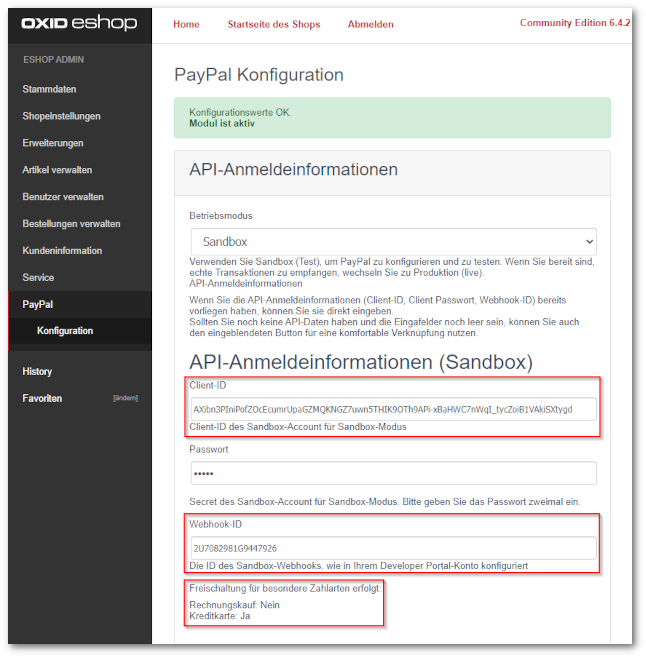 OXID eshop
Home
Startseite des Shops
Abmelden
Community Edition 6.4.2
ESHOP ADMIN
Stammdaten
Shopeinstellungen
Erweiterungen
Artikel verwalten
Benutzer verwalten
Bestellungen verwalten
Kundeninformation
Service
PayPal
Konfiguration
History
Favoriten
[ändern]
PayPal Konfiguration
Konfigurationswerte OK.
Modul ist aktiv
API-Anmeldeinformationen
Betriebsmodus
Sandbox
Verwenden Sie Sandbox (Test), um PayPal zu konfigurieren und zu testen. Wenn Sie bereit sind,
echte Transaktionen zu empfangen, wechseln Sie zu Produktion (live).
API-Anmeldeinformationen
Wenn Sie die API-Anmeldeinformationen (Client-ID, Client Passwort, Webhook-ID) bereits
vorliegen haben, können Sie sie direkt eingeben.
Sollten Sie noch keine API-Daten haben und die Eingafelder noch leer sein, können Sie auch
den eingeblendeten Button für eine komfortable Verknüpfung nutzen.
API-Anmeldeinformationen (Sandbox)
Client-ID
AXibn3PIniPofZOcEcumrUpaGZMQKNGZ7uwn5THIK9OTh9APi-xBaHWC7nWqI_tycZoiB1VAkiSXtygd
Client-ID des Sandbox-Account für Sandbox-Modus
Passwort
•••••
Secret des Sandbox-Account für Sandbox-Modus. Bitte geben Sie das Passwort zweimal ein.
Webhook-ID
2U7082981G9447926
Die ID des Sandbox-Webhooks, wie in Ihrem Developer Portal-Konto konfiguriert
Freischaltung für besondere Zahlarten erfolgt:
Rechnungskauf: Nein
Kreditkarte: Ja